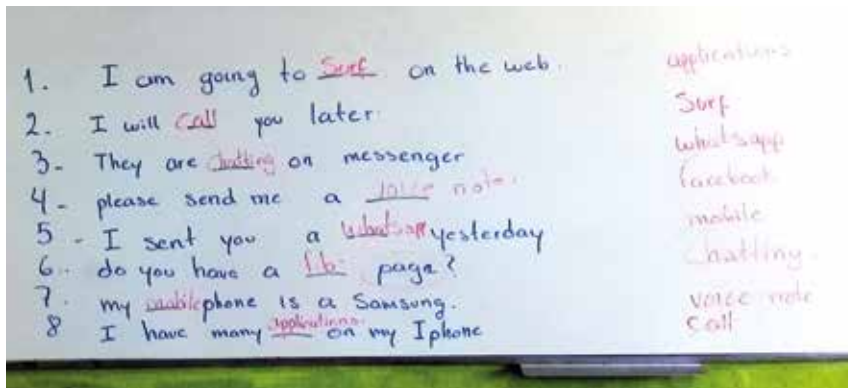 1. I am going to Surf on the web.
2. I will Call you later.
3- They are chatting on messenger
4- please send me a voice note.
5- I sent you a Whatsapp yesterday
6- do you have a f.b. page?
7. my mobile phone is a Samsung.
8 I have many applications on my Iphone
applications
Surf
whatsapp
facebook
mobile
chatting.
voice note
Call